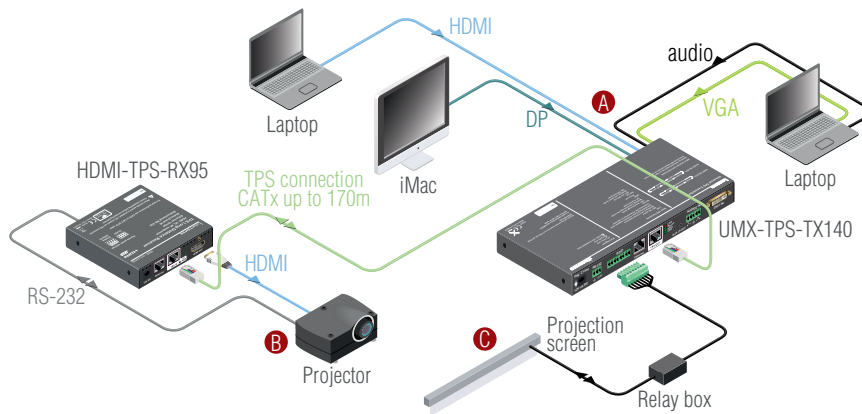 HDMI
audio
A
VGA
DP
Laptop
iMac
Laptop
HDMI-TPS-RX95
TPS connection
CATx up to 170m
UMX-TPS-TX140
HDMI
RS-232
B
Projector
C
Projection
screen
Relay box